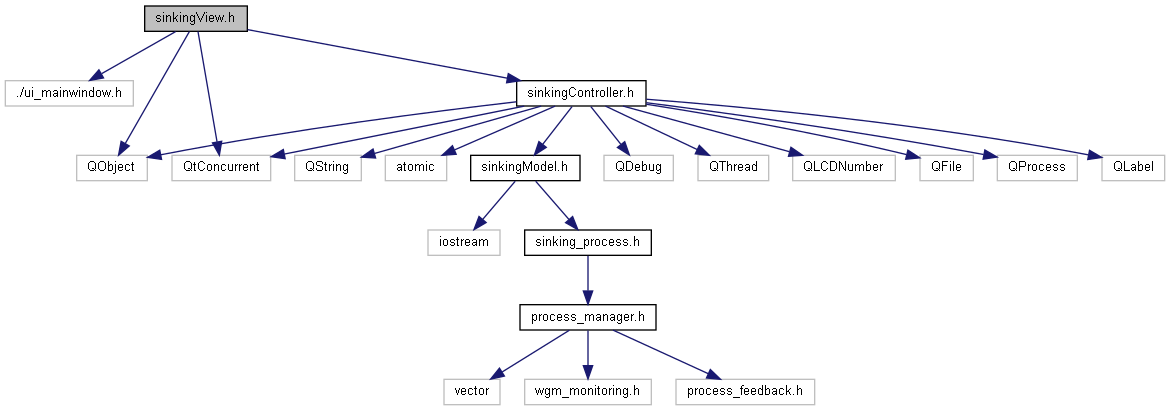 sinkingView.h
./ui_mainwindow.h
sinkingController.h
QObject
QtConcurrent
QString
atomic
sinkingModel.h
QDebug
QThread
QLCDNumber
QFile
QProcess
QLabel
iostream
sinking_process.h
process_manager.h
vector
wgm_monitoring.h
process_feedback.h